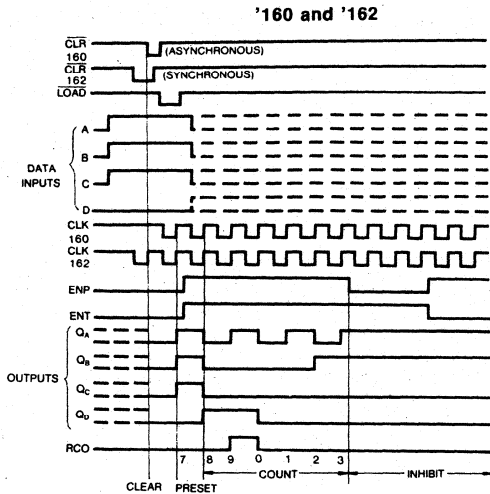 '160 and '162
CLR
160
(ASYNCHRONOUS)
CLR
162
(SYNCHRONOUS)
LOAD
DATA
INPUTS
A
B
C
D
CLK
160
CLK
162
ENP
ENT
OUTPUTS
QA
QB
QC
QD
RCO
7 8 9 0 1 2 3
COUNT INHIBIT
CLEAR PRESET